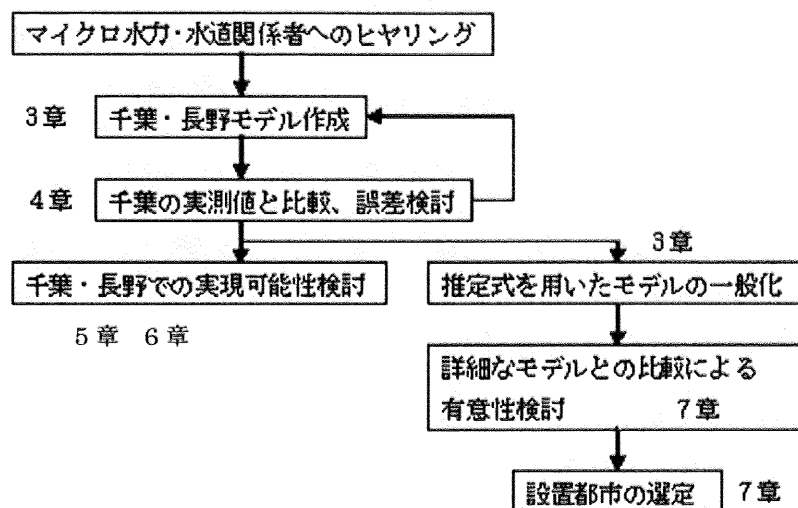 マイクロ水力・水道関係者へのヒヤリング
3章 千葉・長野モデル作成
4章 千葉の実測値と比較、誤差検討
3章
千葉・長野での実現可能性検討
推定式を用いたモデルの一般化
5章 6章
詳細なモデルとの比較による
有意性検討 7章
設置都市の選定 7章